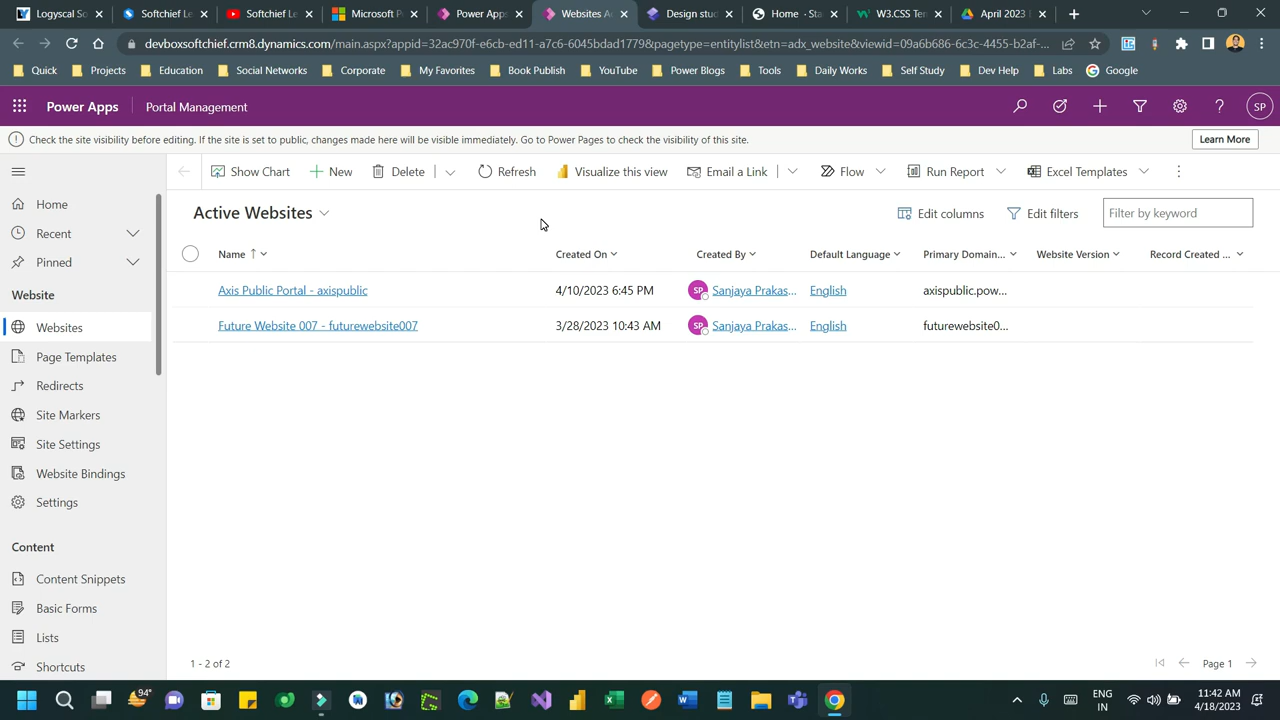 Logyscal So
Softchief Le
Softchief Le
Microsoft P
Power Apps
Websites A
Design stu
Home - Sta
W3.CSS Ter
April 2023 B
devboxsoftchief.crm8.dynamics.com/main.aspx?appid=32ac970f-e6cb-ed11-a7c6-6045bdad1779&pagetype=entitylist&etn=adx_website&viewid=09a6b686-6c3c-4455-b2af-...
Quick
Projects
Education
Social Networks
Corporate
My Favorites
Book Publish
YouTube
Power Blogs
Tools
Daily Works
Self Study
Dev Help
Labs
Google
Power Apps
Portal Management
SP
Check the site visibility before editing. If the site is set to public, changes made here will be visible immediately. Go to Power Pages to check the visibility of this site.
Learn More
Show Chart
New
Delete
Refresh
Visualize this view
Email a Link
Flow
Run Report
Excel Templates
Home
Recent
Pinned
Website
Websites
Page Templates
Redirects
Site Markers
Site Settings
Website Bindings
Settings
Content
Content Snippets
Basic Forms
Lists
Shortcuts
Active Websites
Edit columns
Edit filters
Filter by keyword
Name ↑ Created On Created By Default Language Primary Domain... Website Version Record Created ...
Axis Public Portal - axispublic 4/10/2023 6:45 PM SP Sanjaya Prakas... English axispublic.pow...
Future Website 007 - futurewebsite007 3/28/2023 10:43 AM SP Sanjaya Prakas... English futurewebsite0...
1 - 2 of 2
Page 1
94°
ENG
IN
11:42 AM
4/18/2023